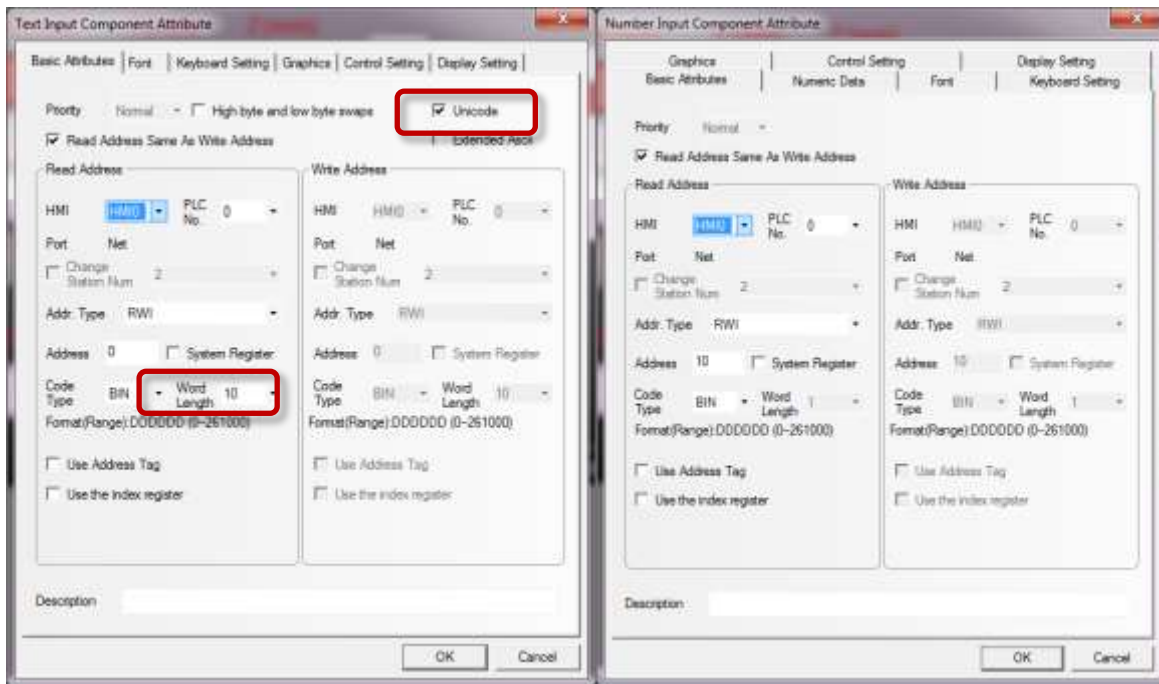 Text Input Component Attribute
Basic Attributes Font Keyboard Setting Graphics Control Setting Display Setting
Priority Normal High byte and low byte swaps Unicode
Read Address Same As Write Address Extended Ascii
Read Address Write Address
HMI HMI0 PLC No. 0 HMI HMI0 PLC No. 0
Port Net Port Net
Change Station Num 2 Change Station Num 2
Addr. Type RWI Addr. Type RWI
Address 0 System Register Address 0 System Register
Code Type BIN Word Length 10 Code Type BIN Word Length 10
Format(Range):DDDDDD (0~261000) Format(Range):DDDDDD (0~261000)
Use Address Tag Use Address Tag
Use the index register Use the index register
Description
OK Cancel
Number Input Component Attribute
Graphics Control Setting Display Setting
Basic Attributes Numeric Data Font Keyboard Setting
Priority Normal
Read Address Same As Write Address
Read Address Write Address
HMI HMI0 PLC No. 0 HMI HMI0 PLC No. 0
Port Net Port Net
Change Station Num 2 Change Station Num 2
Addr. Type RWI Addr. Type RWI
Address 10 System Register Address 10 System Register
Code Type BIN Word Length 1 Code Type BIN Word Length 1
Format(Range):DDDDDD (0~261000) Format(Range):DDDDDD (0~261000)
Use Address Tag Use Address Tag
Use the index register Use the index register
Description
OK Cancel